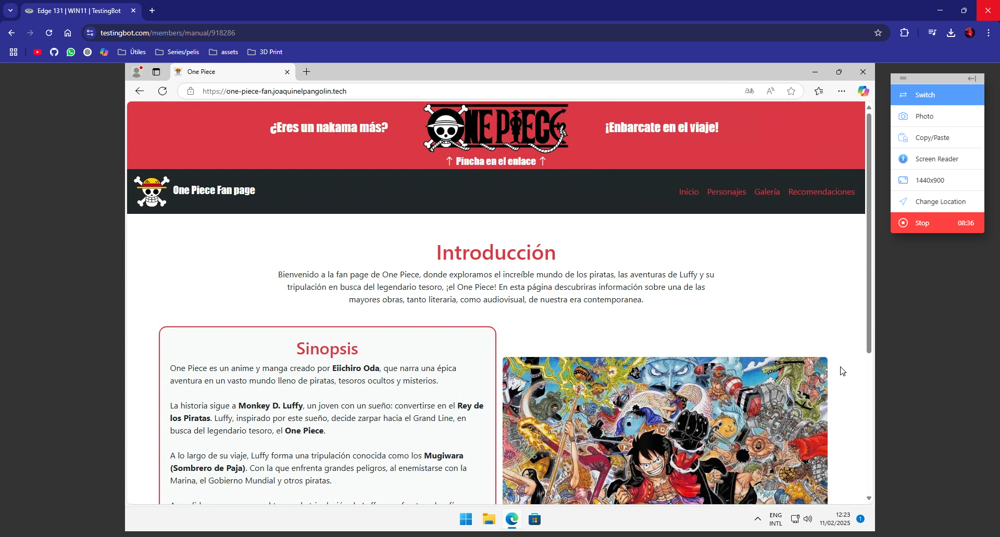 Edge 131 | WIN11 | TestingBot
testingbot.com/members/manual/918286
Útiles
Series/pelis
assets
3D Print
One Piece
https://one-piece-fan.joaquinelpangolin.tech
aあ
¿Eres un nakama más?
ONE PIECE
¡Enbarcate en el viaje!
↑ Pincha en el enlace ↑
One Piece Fan page
Inicio Personajes Galería Recomendaciones
Introducción
Bienvenido a la fan page de One Piece, donde exploramos el increíble mundo de los piratas, las aventuras de Luffy y su
tripulación en busca del legendario tesoro, ¡el One Piece! En esta página descubriras información sobre una de las
mayores obras, tanto literaria, como audiovisual, de nuestra era contemporanea.
Sinopsis
One Piece es un anime y manga creado por Eiichiro Oda, que narra una épica
aventura en un vasto mundo lleno de piratas, tesoros ocultos y misterios.
La historia sigue a Monkey D. Luffy, un joven con un sueño: convertirse en el Rey de
los Piratas. Luffy, inspirado por este sueño, decide zarpar hacia el Grand Line, en
busca del legendario tesoro, el One Piece.
A lo largo de su viaje, Luffy forma una tripulación conocida como los Mugiwara
(Sombrero de Paja). Con la que enfrenta grandes peligros, al enemistarse con la
Marina, el Gobierno Mundial y otros piratas.
Switch
Photo
Copy/Paste
Screen Reader
1440x900
Change Location
Stop 08:36
ENG
INTL
12:23
11/02/2025
1